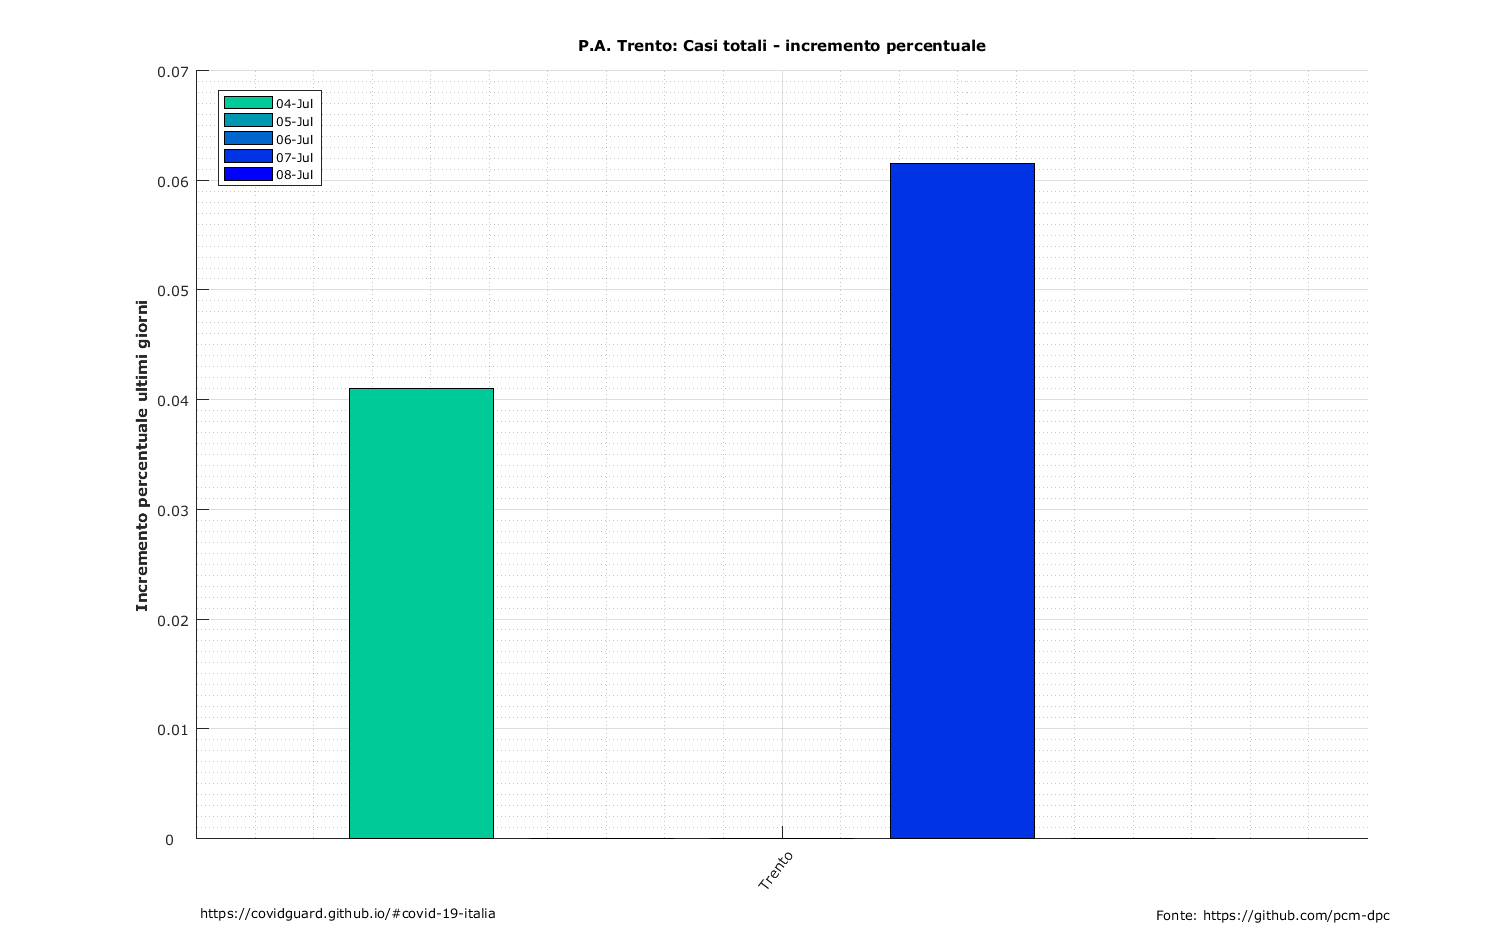 P.A. Trento: Casi totali - incremento percentuale
0.07
0.06
0.05
0.04
0.03
0.02
0.01
0
04-Jul
05-Jul
06-Jul
07-Jul
08-Jul
Incremento percentuale ultimi giorni
Trento
https://covidguard.github.io/#covid-19-italia
Fonte: https://github.com/pcm-dpc